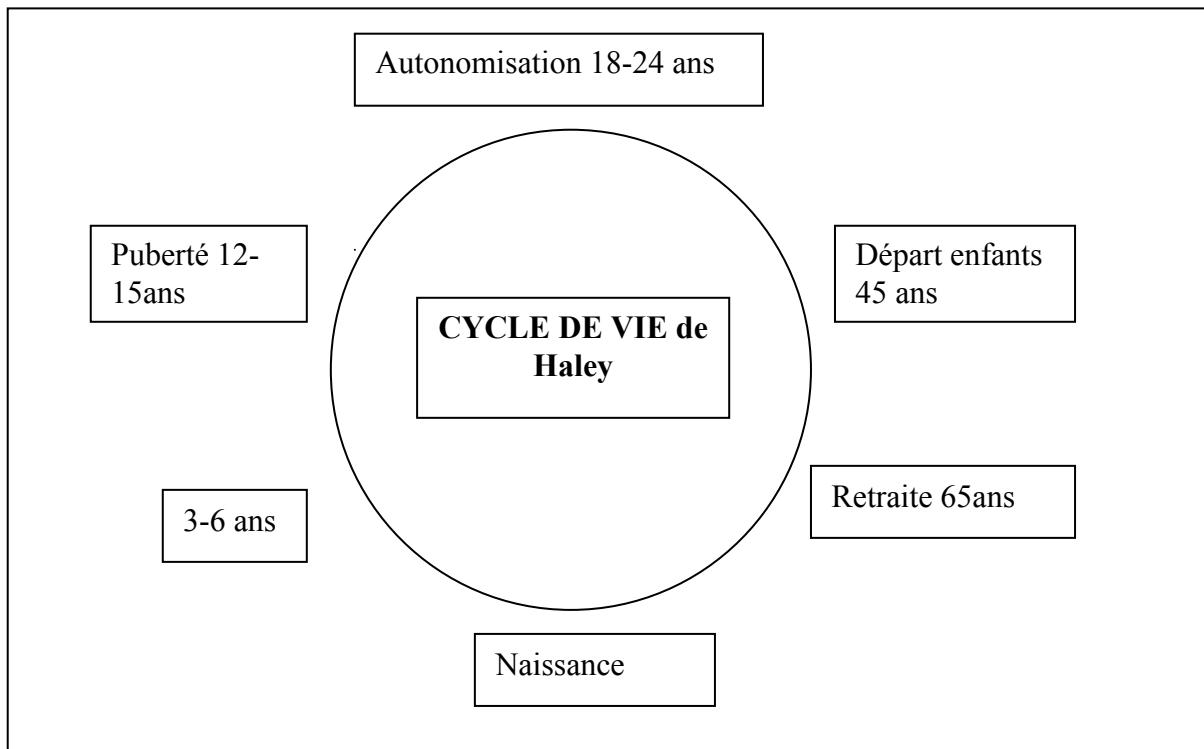 Autonomisation 18-24 ans
Puberté 12-
15ans
Départ enfants
45 ans
CYCLE DE VIE de
Haley
3-6 ans
Retraite 65ans
Naissance